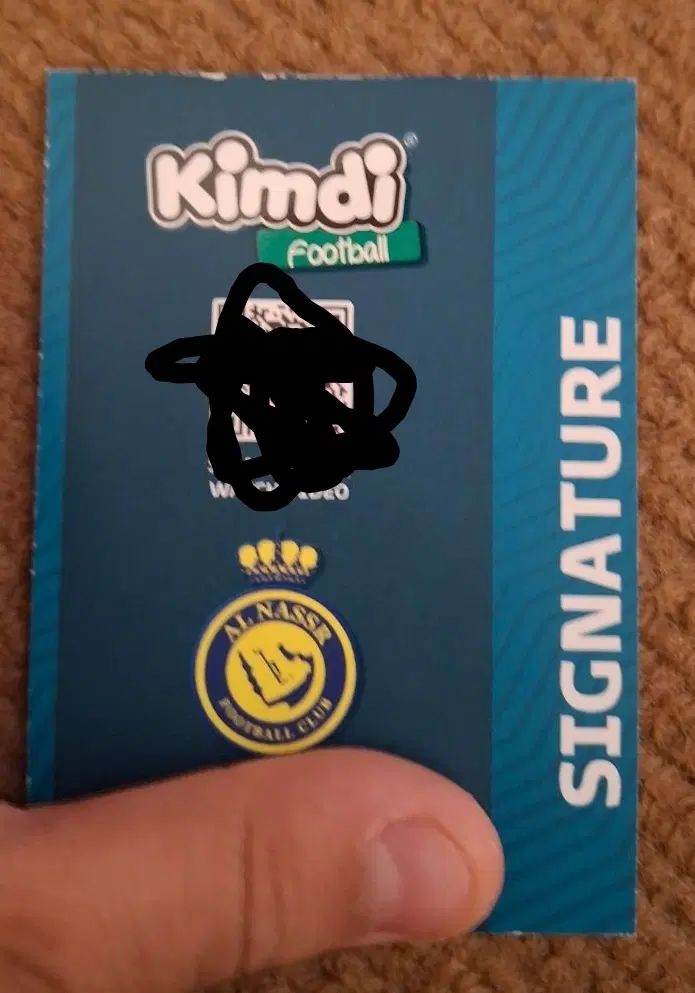 Kimdi®
Football
AL NASSR
FOOTBALL CLUB
SIGNATURE